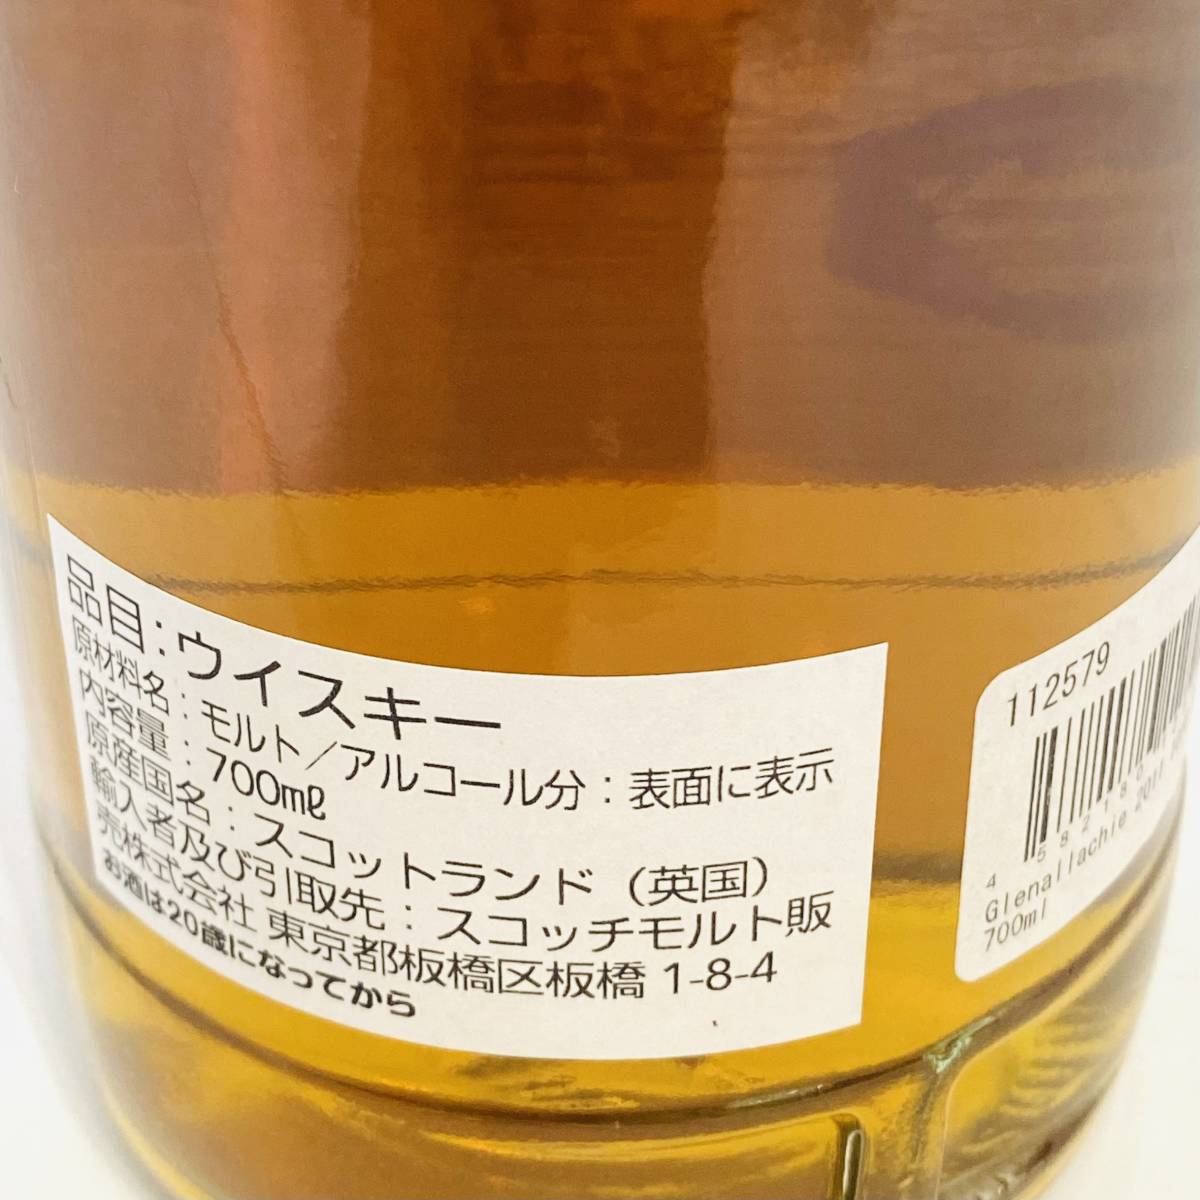 品目:ウイスキー
原材料名:モルト/アルコール分:表面に表示
内容量:700mℓ
原産国名:スコットランド(英国)
輸入者及び引取先:スコッチモルト販
売株式会社 東京都板橋区板橋 1-8-4
お酒は20歳になってから
112579
4 58218
Glenallachie 201
700ml